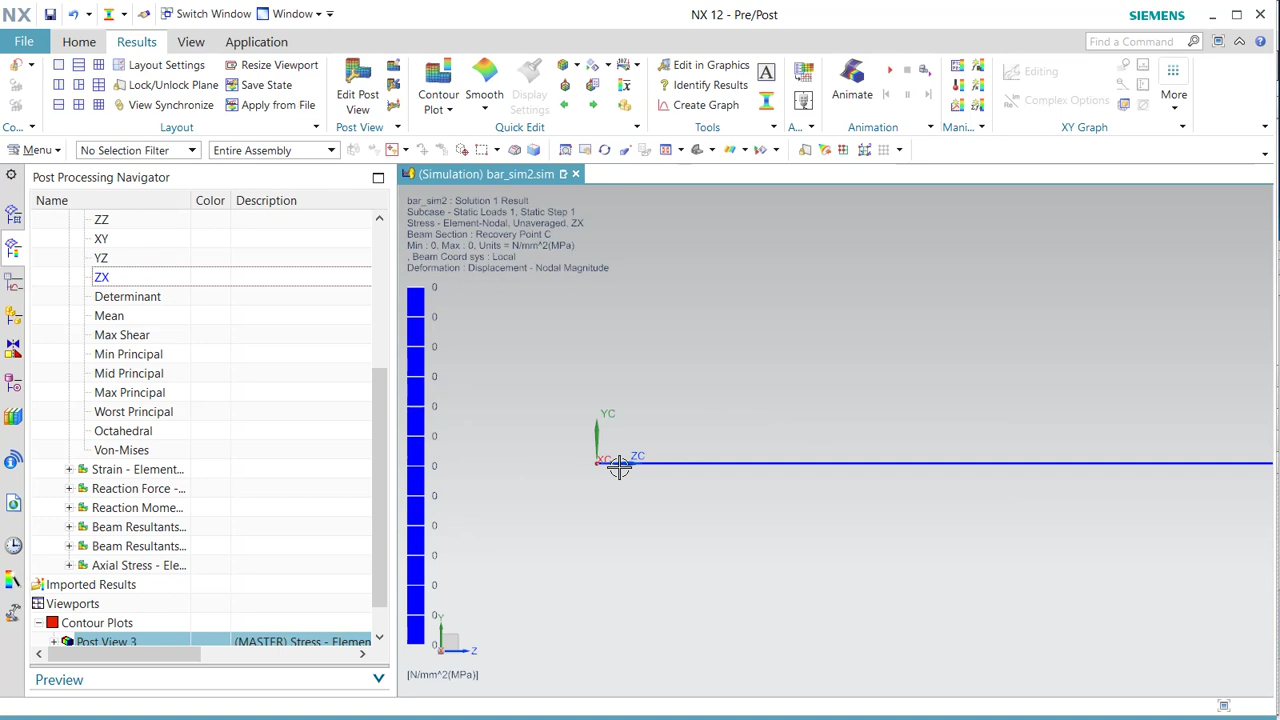 NX
Switch Window
Window
NX 12 - Pre/Post
SIEMENS
File
Home
Results
View
Application
Find a Command
Layout Settings
Resize Viewport
Lock/Unlock Plane
Save State
View Synchronize
Apply from Fil
Layout
Co...
Edit Post
View
Post View
Contour
Plot
Smooth
Display
Settings
Quick Edit
Edit in Graphics
Identify Results
Create Graph
Tools
A
A...
Animate
Animation
Mani...
Editing
Complex Options
XY Graph
More
Menu
No Selection Filter
Entire Assembly
Post Processing Navigator
Name
Color
Description
ZZ
XY
YZ
ZX
Determinant
Mean
Max Shear
Min Principal
Mid Principal
Max Principal
Worst Principal
Octahedral
Von-Mises
Strain - Element...
Reaction Force -...
Reaction Mome...
Beam Resultants...
Beam Resultants...
Axial Stress - Ele...
Imported Results
Viewports
Contour Plots
Post View 3
(MASTER) Stress - Elemen
Preview
(Simulation) bar_sim2.sim
bar_sim2 : Solution 1 Result
Subcase - Static Loads 1, Static Step 1
Stress - Element-Nodal, Unaveraged, ZX
Beam Section : Recovery Point C
Min : 0, Max : 0, Units = N/mm^2(MPa)
, Beam Coord sys : Local
Deformation : Displacement - Nodal Magnitude
0
0
0
0
0
0
0
0
0
0
0
0
0
YC
XC
ZC
Y
Z
[N/mm^2(MPa)]